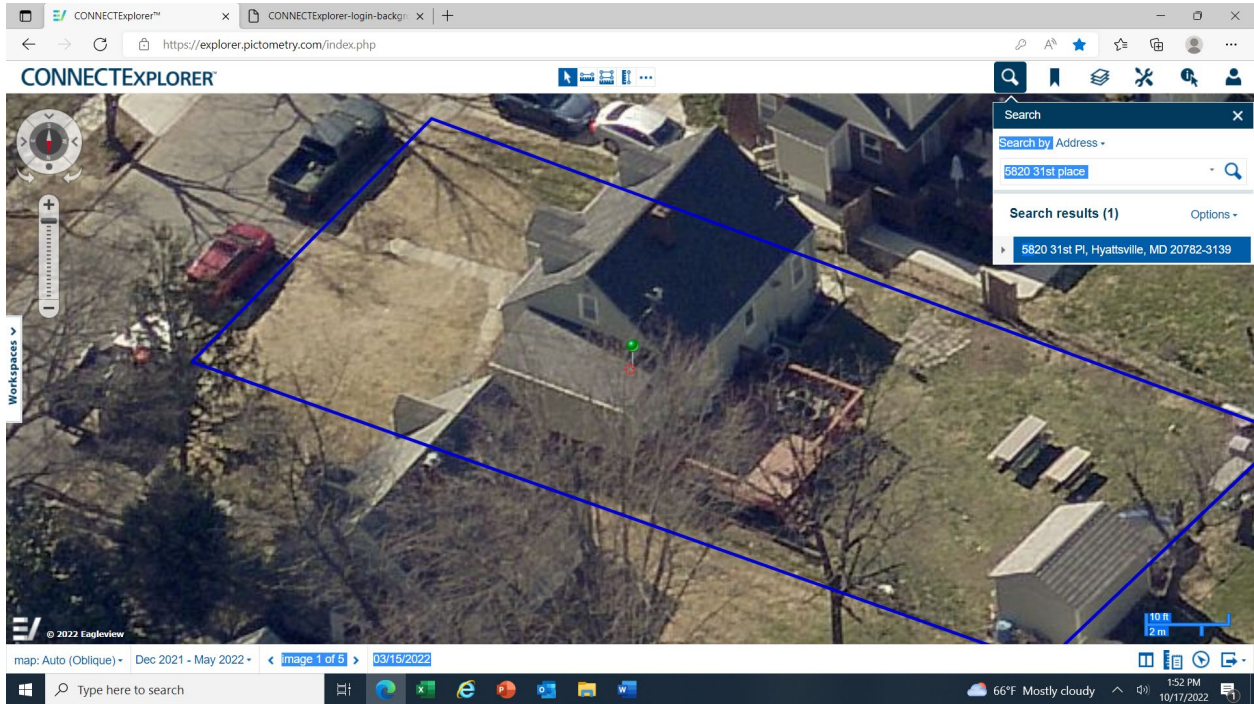 CONNECTExplorer™
CONNECTExplorer-login-backgr
https://explorer.pictometry.com/index.php
CONNECTEXPLORER™
Search
Search by Address
5820 31st place
Search results (1) Options
5820 31st Pl, Hyattsville, MD 20782-3139
Workspaces
© 2022 Eagleview
10 ft
2 m
map: Auto (Oblique) Dec 2021 - May 2022 image 1 of 5 03/15/2022
Type here to search
66°F Mostly cloudy
1:52 PM
10/17/2022
1